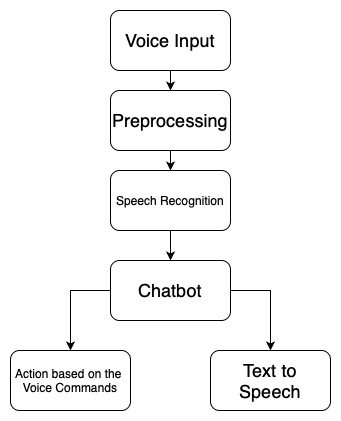 Voice Input
Preprocessing
Speech Recognition
Chatbot
Action based on the
Voice Commands
Text to
Speech